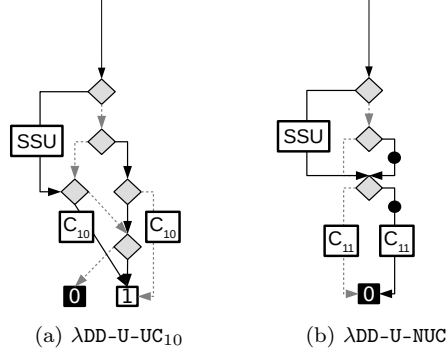 SSU
C₁₀
C₁₀
0
1
(a) λDD-U-UC₁₀
SSU
C₁₁
C₁₁
0
(b) λDD-U-NUC